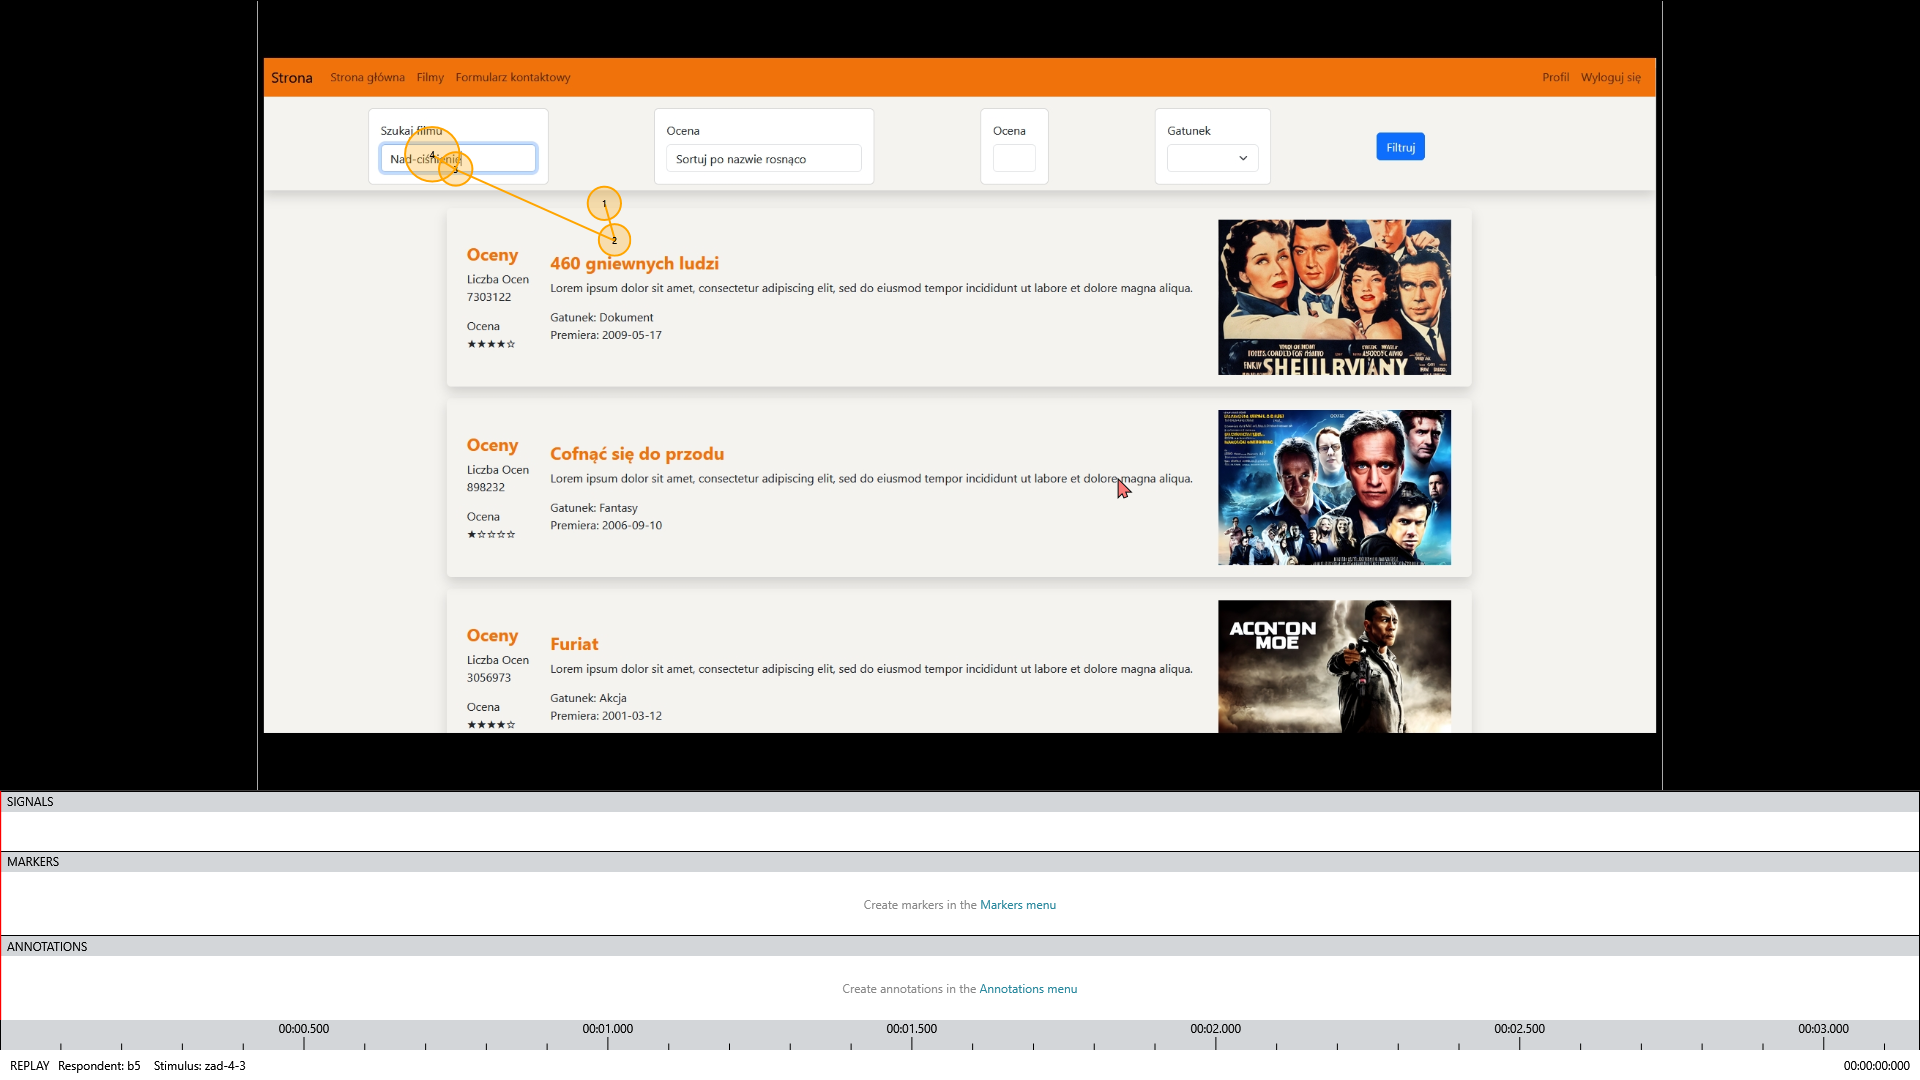 Strona Strona główna Filmy Formularz kontaktowy Profil Wyloguj się
Szukaj filmu
Nad-ciśnienie
Ocena
Sortuj po nazwie rosnąco
Ocena
Gatunek
Filtruj
4
3
1
2
Oceny
Liczba Ocen
7303122
Ocena
★★★★☆
460 gniewnych ludzi
Lorem ipsum dolor sit amet, consectetur adipiscing elit, sed do eiusmod tempor incididunt ut labore et dolore magna aliqua.
Gatunek: Dokument
Premiera: 2009-05-17
SHEIILRVIANY
Oceny
Liczba Ocen
898232
Ocena
★☆☆☆☆
Cofnąć się do przodu
Lorem ipsum dolor sit amet, consectetur adipiscing elit, sed do eiusmod tempor incididunt ut labore et dolore magna aliqua.
Gatunek: Fantasy
Premiera: 2006-09-10
Oceny
Liczba Ocen
3056973
Ocena
★★★★☆
Furiat
Lorem ipsum dolor sit amet, consectetur adipiscing elit, sed do eiusmod tempor incididunt ut labore et dolore magna aliqua.
Gatunek: Akcja
Premiera: 2001-03-12
ACON"ON
MOE
SIGNALS
MARKERS
Create markers in the Markers menu
ANNOTATIONS
Create annotations in the Annotations menu
00:00.500 00:01.000 00:01.500 00:02.000 00:02.500 00:03.000
REPLAY Respondent: b5 Stimulus: zad-4-3 00:00:00:000